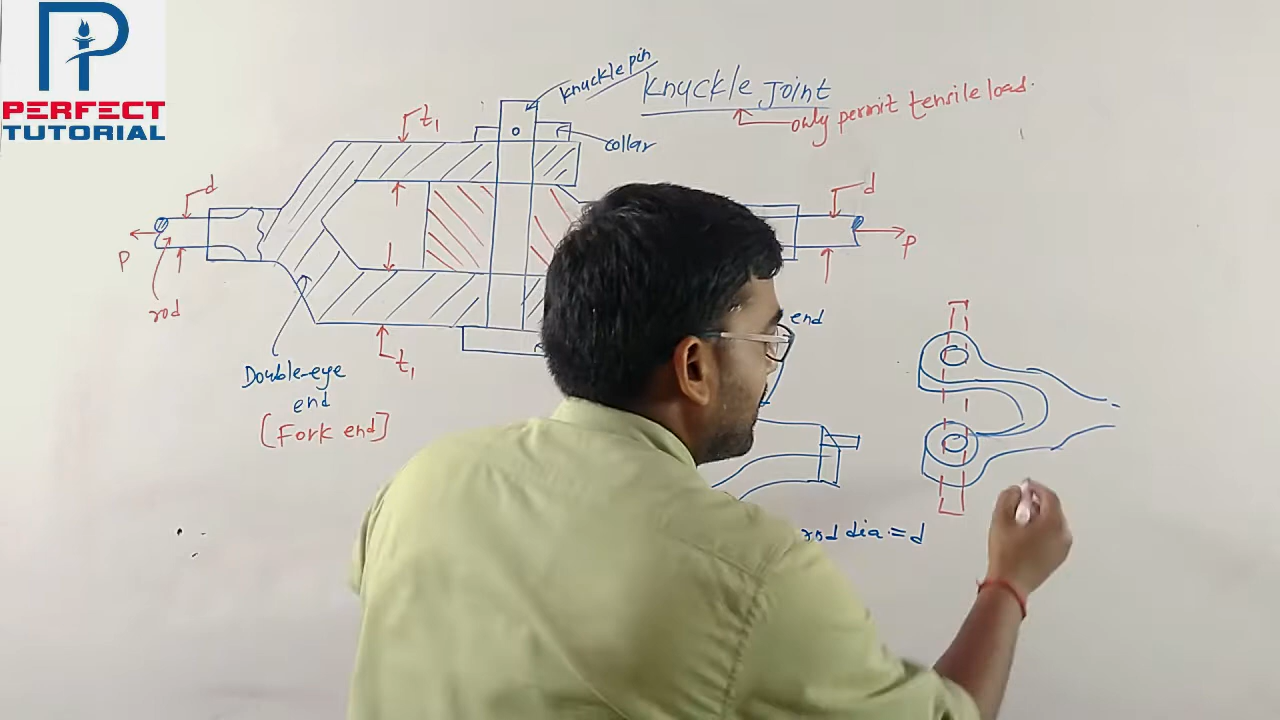 PERFECT
TUTORIAL
Knuckle Joint
only permit tensile load.
knuckle pin
collar
t1
d
d
P
P
rod
end
t1
Double-eye
end
[Fork end]
rod dia. = d